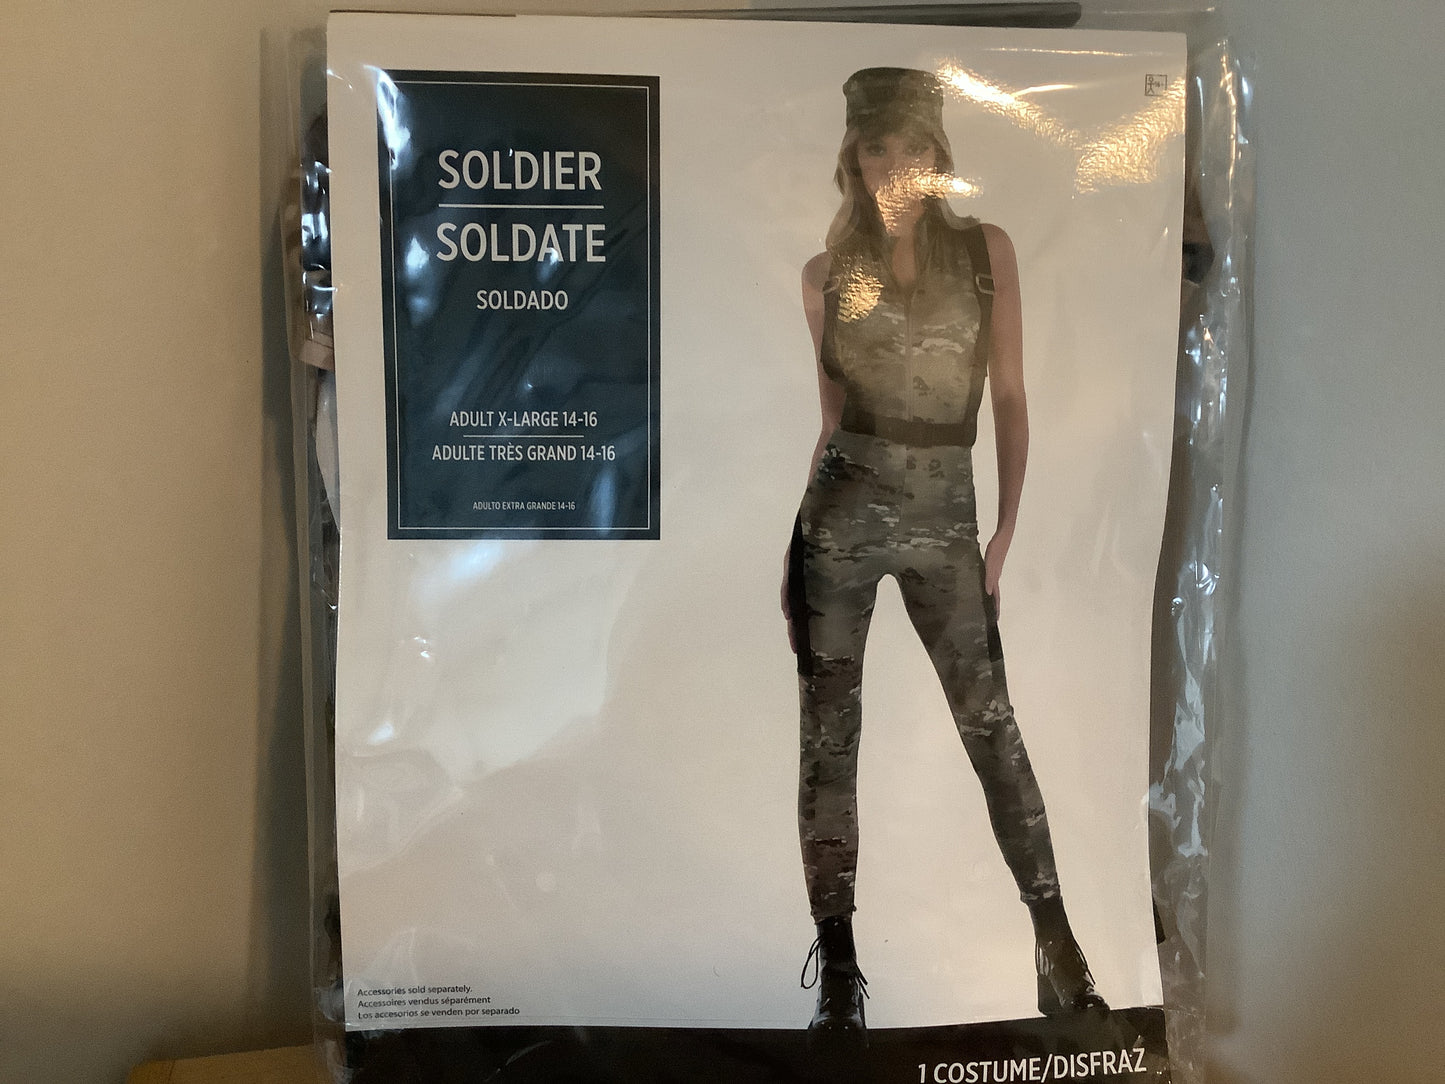 SOLDIER
SOLDATE
SOLDADO
ADULT X-LARGE 14-16
ADULTE TRÈS GRAND 14-16
ADULTO EXTRA GRANDE 14-16
Accessories sold separately.
Accessoires vendus séparément
Los accesorios se venden por separado
1 COSTUME/DISFRAZ